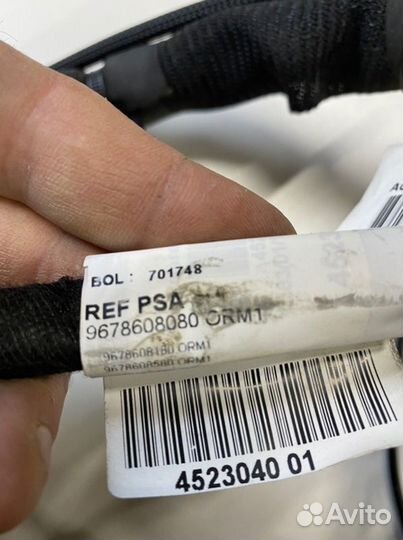 BOL: 701748
REF PSA
9678608080 ORM1
9678608180 ORM1
9678608580 ORM1
4523040 01
Avito